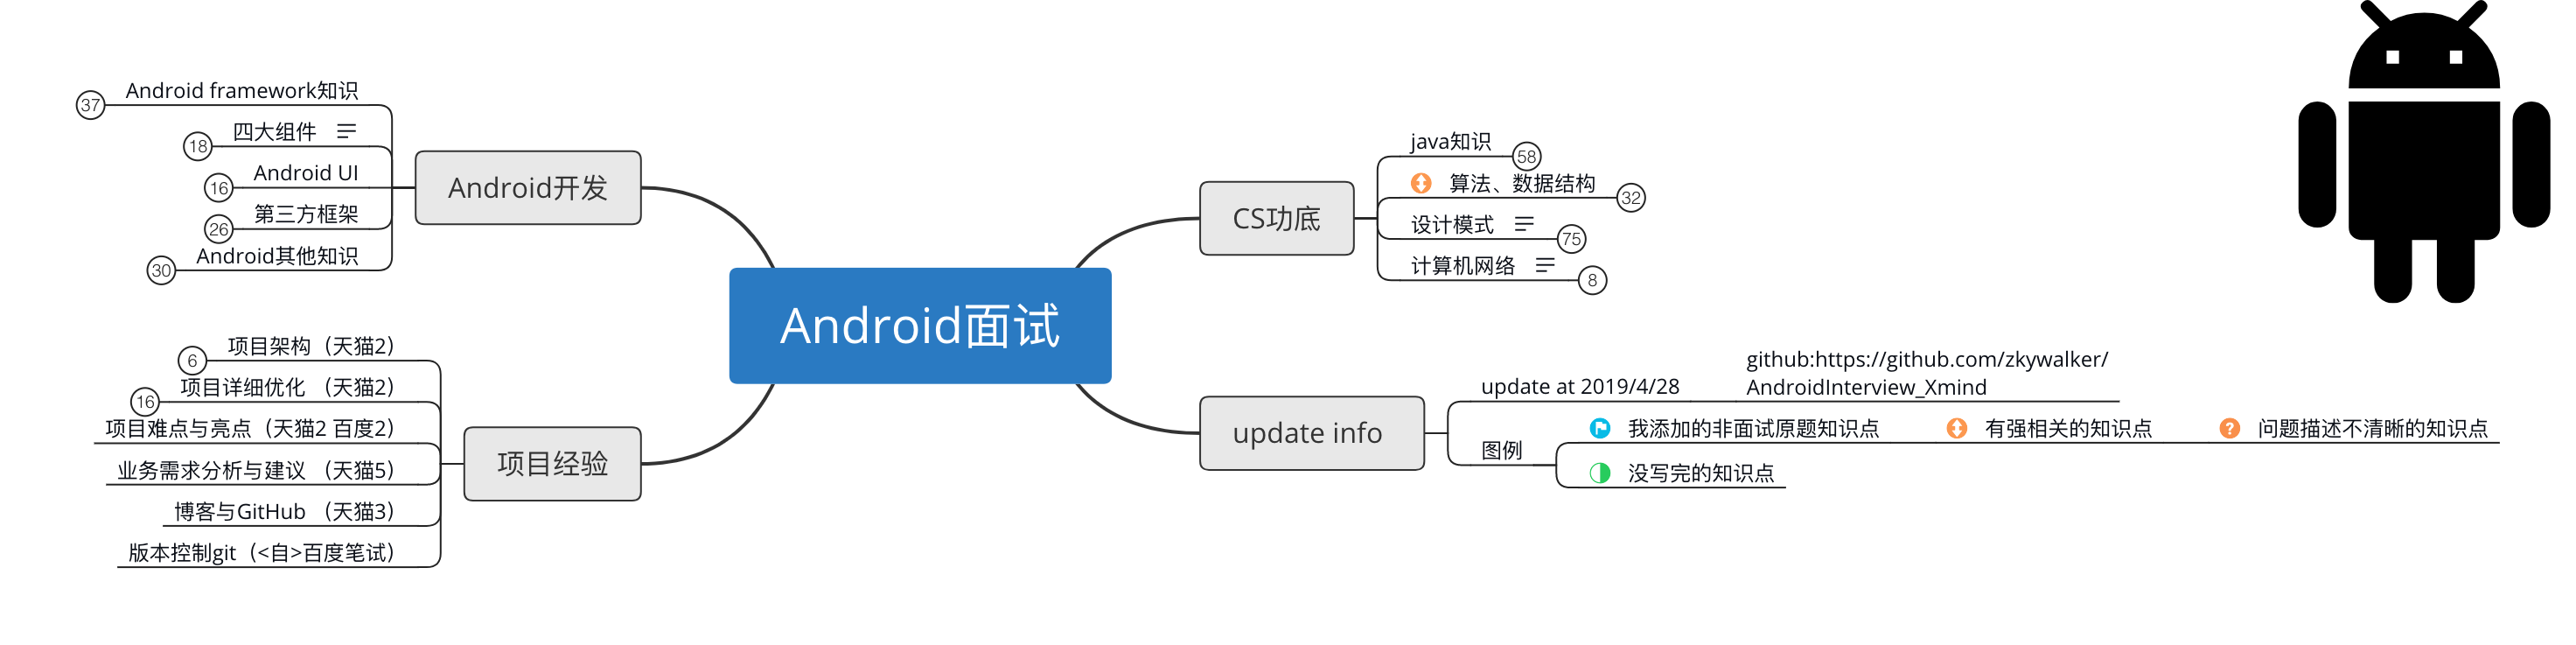 Android面试
CS功底
java知识
58
算法、数据结构
32
设计模式
75
计算机网络
8
update info
update at 2019/4/28
github:https://github.com/zkywalker/
AndroidInterview_Xmind
图例
我添加的非面试原题知识点
有强相关的知识点
?
问题描述不清晰的知识点
没写完的知识点
Android开发
Android framework知识
37
四大组件
18
Android UI
16
第三方框架
26
Android其他知识
30
项目经验
项目架构（天猫2）
6
项目详细优化 （天猫2）
16
项目难点与亮点（天猫2 百度2）
业务需求分析与建议 （天猫5）
博客与GitHub （天猫3）
版本控制git（<自>百度笔试）